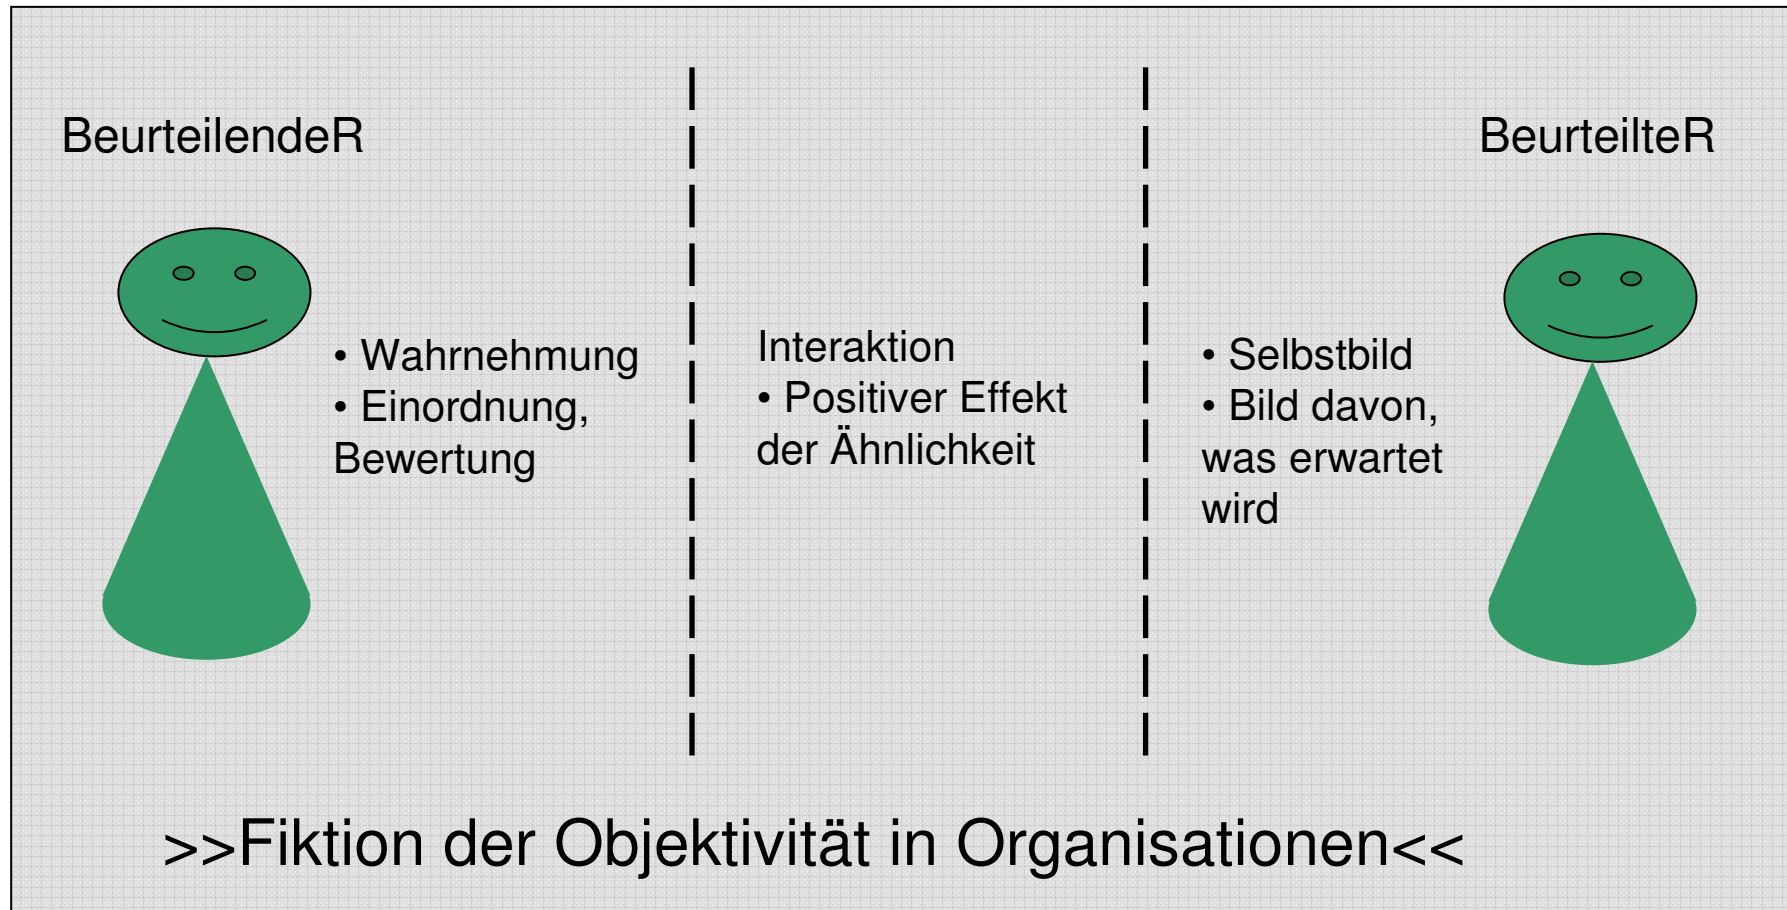 BeurteilendeR
BeurteilteR
• Wahrnehmung
• Einordnung,
Bewertung
Interaktion
• Positiver Effekt
der Ähnlichkeit
• Selbstbild
• Bild davon,
was erwartet
wird
>>Fiktion der Objektivität in Organisationen<<